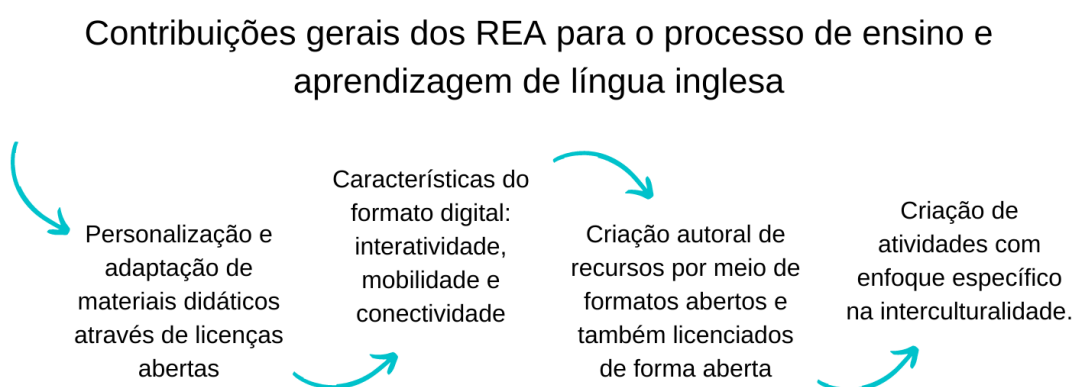 Contribuições gerais dos REA para o processo de ensino e
aprendizagem de língua inglesa
Personalização e
adaptação de
materiais didáticos
através de licenças
abertas
Características do
formato digital:
interatividade,
mobilidade e
conectividade
Criação autoral de
recursos por meio de
formatos abertos e
também licenciados
de forma aberta
Criação de
atividades com
enfoque específico
na interculturalidade.